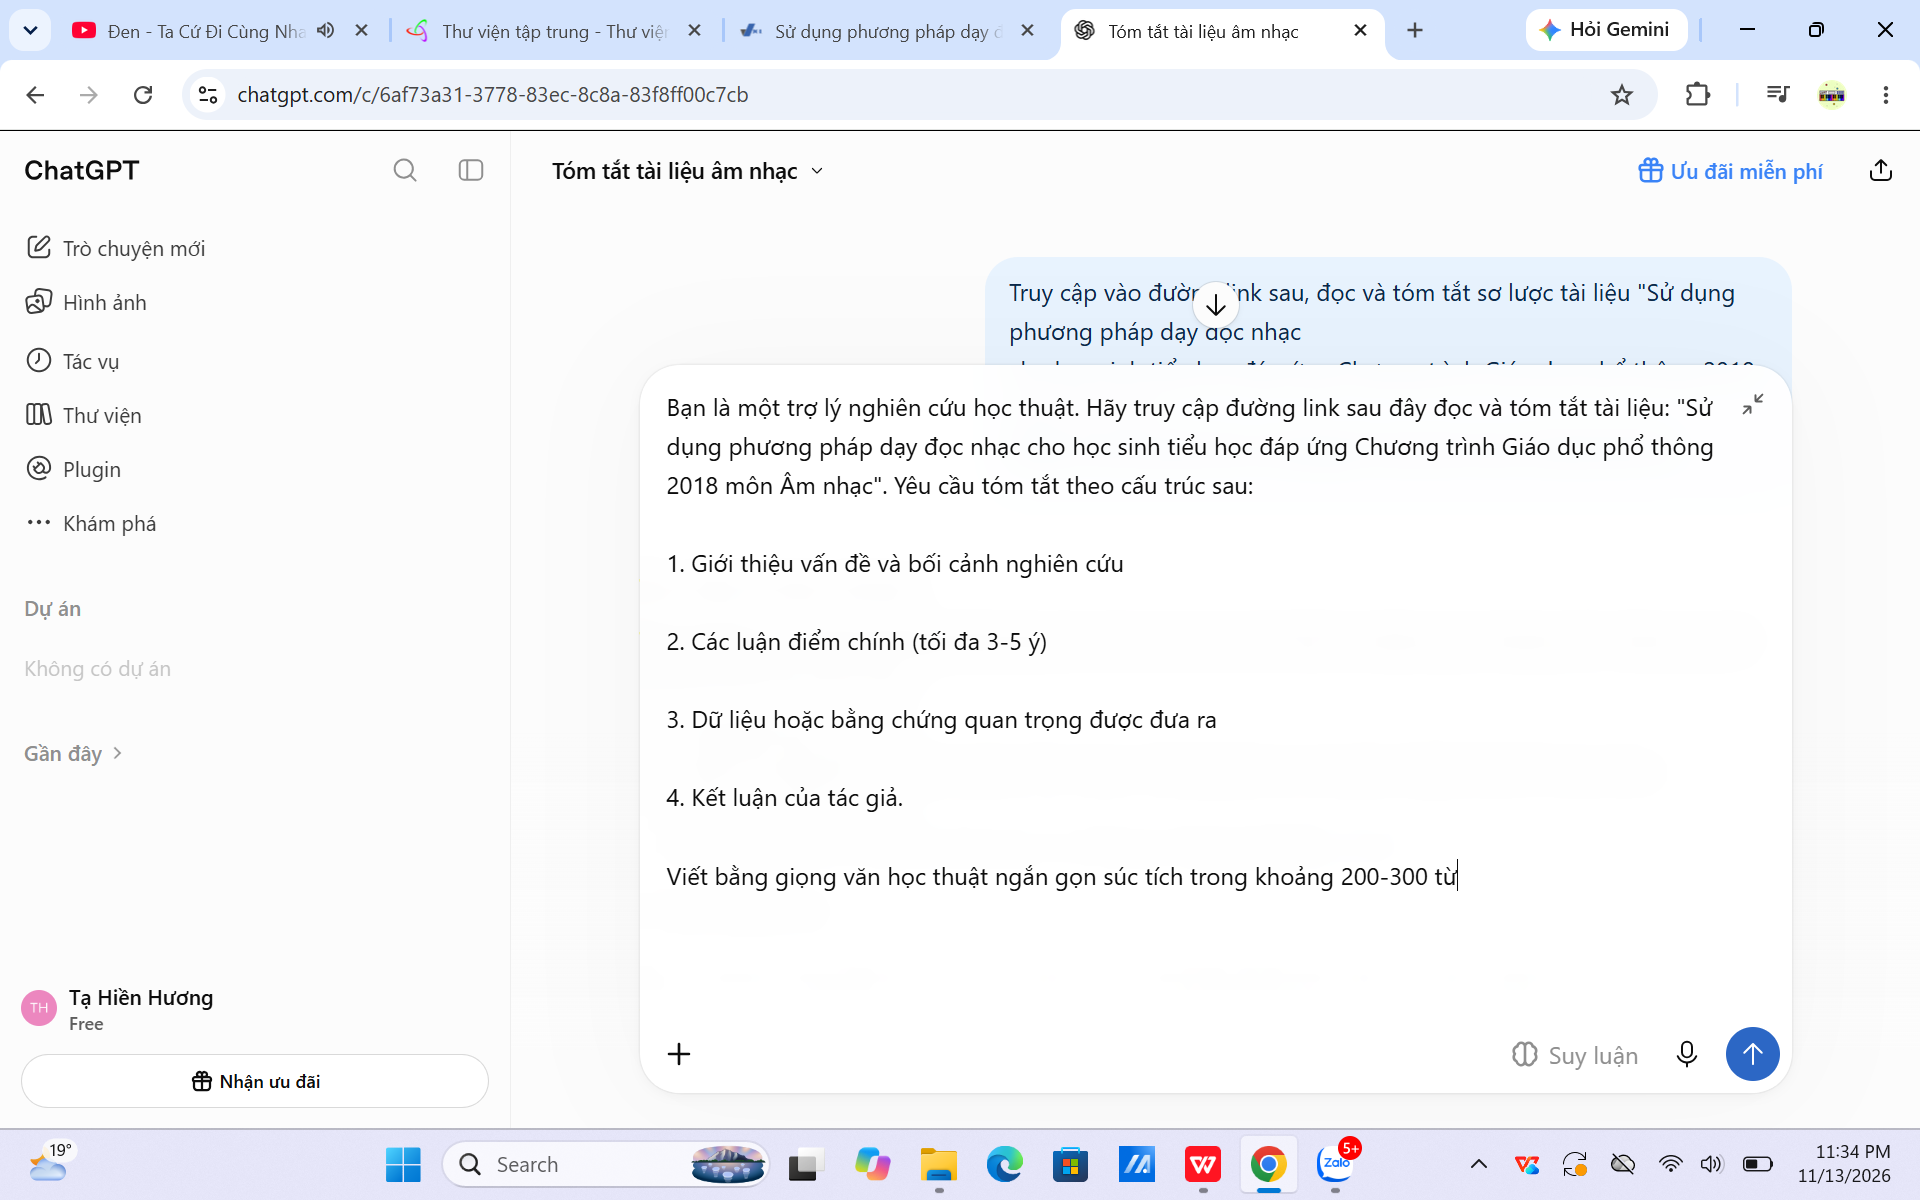 Đen - Ta Cứ Đi Cùng Nha
Thư viện tập trung - Thư viện
Sử dụng phương pháp dạy đ
Tóm tắt tài liệu âm nhạc
Hỏi Gemini
chatgpt.com/c/6af73a31-3778-83ec-8c8a-83f8ff00c7cb
ChatGPT
Tóm tắt tài liệu âm nhạc
Ưu đãi miễn phí
Trò chuyện mới
Hình ảnh
Tác vụ
Thư viện
Plugin
Khám phá
Dự án
Không có dự án
Gần đây
Truy cập vào đường link sau, đọc và tóm tắt sơ lược tài liệu "Sử dụng
phương pháp dạy đọc nhạc
Bạn là một trợ lý nghiên cứu học thuật. Hãy truy cập đường link sau đây đọc và tóm tắt tài liệu: "Sử
dụng phương pháp dạy đọc nhạc cho học sinh tiểu học đáp ứng Chương trình Giáo dục phổ thông
2018 môn Âm nhạc". Yêu cầu tóm tắt theo cấu trúc sau:
1. Giới thiệu vấn đề và bối cảnh nghiên cứu
2. Các luận điểm chính (tối đa 3-5 ý)
3. Dữ liệu hoặc bằng chứng quan trọng được đưa ra
4. Kết luận của tác giả.
Viết bằng giọng văn học thuật ngắn gọn súc tích trong khoảng 200-300 từ
Suy luận
TH
Tạ Hiền Hương
Free
Nhận ưu đãi
19°
Search
Zalo
5+
11:34 PM
11/13/2026